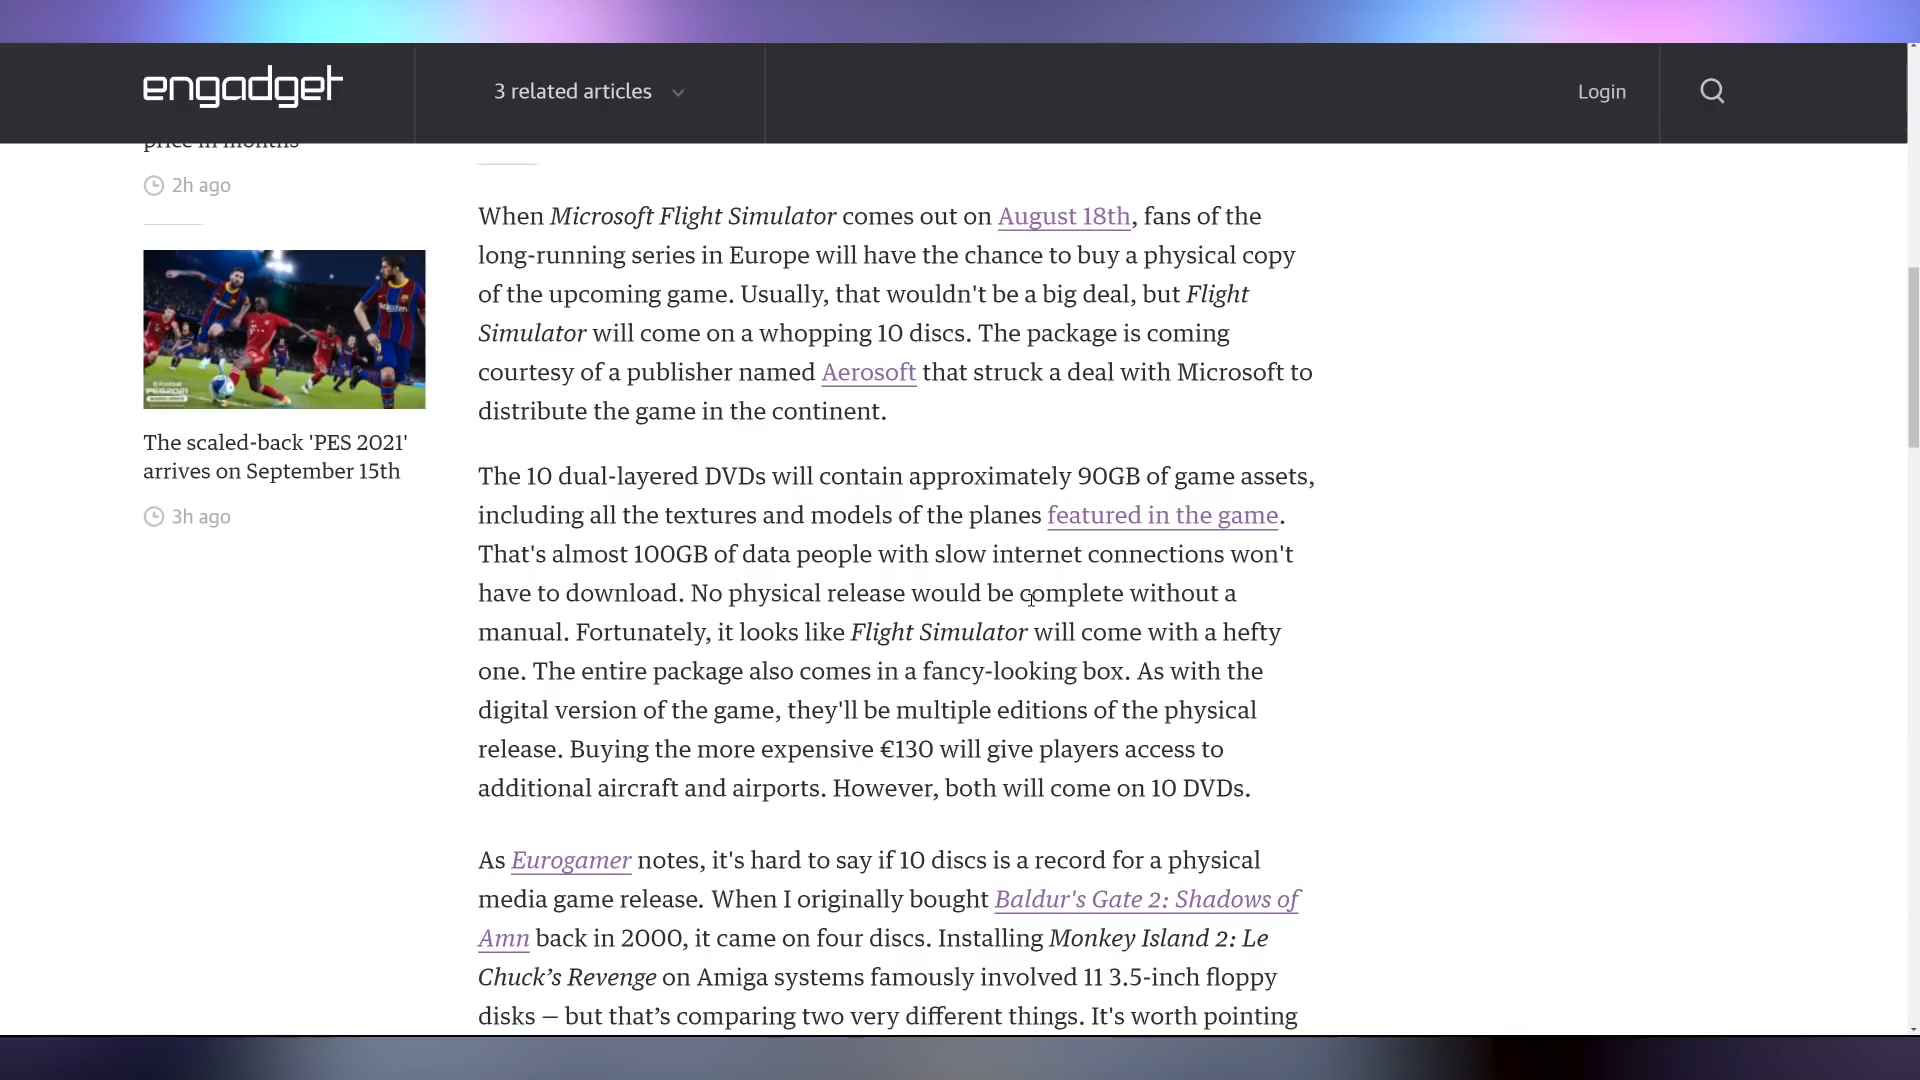 engadget
3 related articles
Login
price in months
2h ago
The scaled-back 'PES 2021'
arrives on September 15th
3h ago
When Microsoft Flight Simulator comes out on August 18th, fans of the
long-running series in Europe will have the chance to buy a physical copy
of the upcoming game. Usually, that wouldn't be a big deal, but Flight
Simulator will come on a whopping 10 discs. The package is coming
courtesy of a publisher named Aerosoft that struck a deal with Microsoft to
distribute the game in the continent.
The 10 dual-layered DVDs will contain approximately 90GB of game assets,
including all the textures and models of the planes featured in the game.
That's almost 100GB of data people with slow internet connections won't
have to download. No physical release would be complete without a
manual. Fortunately, it looks like Flight Simulator will come with a hefty
one. The entire package also comes in a fancy-looking box. As with the
digital version of the game, they'll be multiple editions of the physical
release. Buying the more expensive €130 will give players access to
additional aircraft and airports. However, both will come on 10 DVDs.
As Eurogamer notes, it's hard to say if 10 discs is a record for a physical
media game release. When I originally bought Baldur's Gate 2: Shadows of
Amn back in 2000, it came on four discs. Installing Monkey Island 2: Le
Chuck’s Revenge on Amiga systems famously involved 11 3.5-inch floppy
disks — but that’s comparing two very different things. It's worth pointing